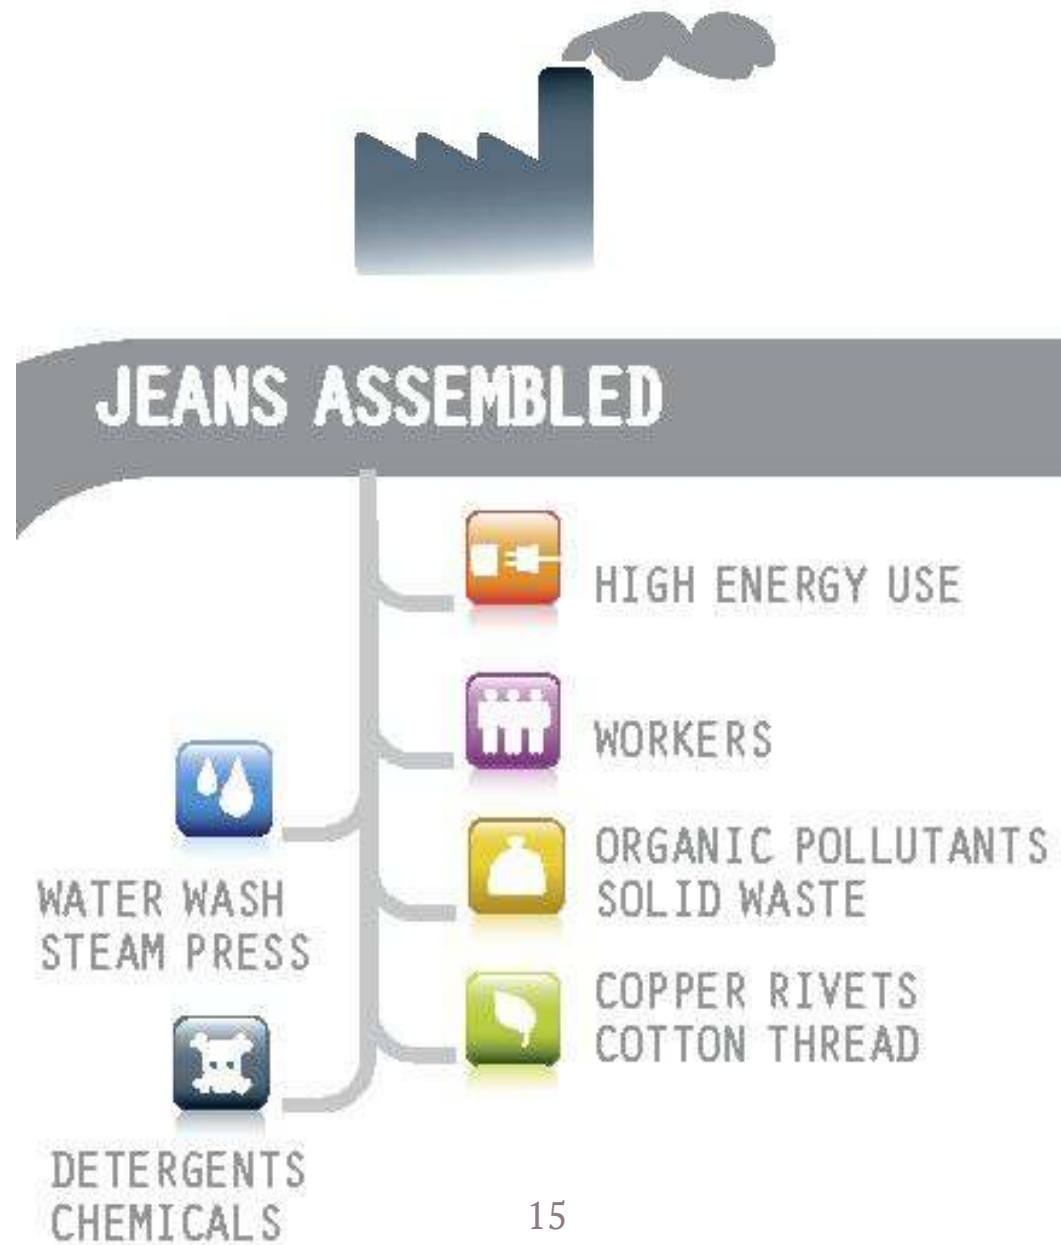 JEANS ASSEMBLED
HIGH ENERGY USE
WORKERS
WATER WASH
STEAM PRESS
ORGANIC POLLUTANTS
SOLID WASTE
COPPER RIVETS
COTTON THREAD
DETERGENTS
CHEMICALS
15